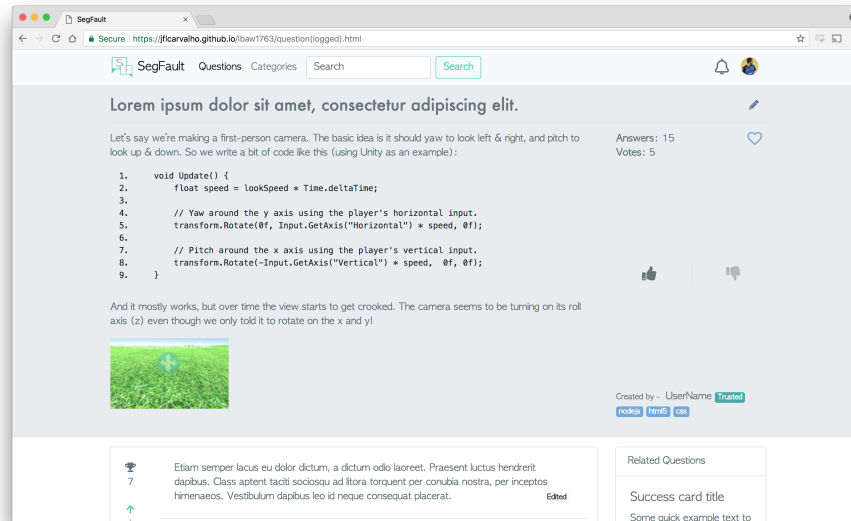 SegFault
Secure https://jflcarvalho.github.io/lbaw1763/question(logged).html
SegFault Questions Categories Search Search
Lorem ipsum dolor sit amet, consectetur adipiscing elit.
Let's say we're making a first-person camera. The basic idea is it should yaw to look left & right, and pitch to
look up & down. So we write a bit of code like this (using Unity as an example):
Answers: 15
Votes: 5
1. void Update() {
2. float speed = lookSpeed * Time.deltaTime;
3.
4. // Yaw around the y axis using the player's horizontal input.
5. transform.Rotate(0f, Input.GetAxis("Horizontal") * speed, 0f);
6.
7. // Pitch around the x axis using the player's vertical input.
8. transform.Rotate(-Input.GetAxis("Vertical") * speed,  0f, 0f);
9. }
And it mostly works, but over time the view starts to get crooked. The camera seems to be turning on its roll
axis (z) even though we only told it to rotate on the x and y!
Created by - UserName Trusted
nodejs html5 css
7
Etiam semper lacus eu dolor dictum, a dictum odio laoreet. Praesent luctus hendrerit
dapibus. Class aptent taciti sociosqu ad litora torquent per conubia nostra, per inceptos
himenaeos. Vestibulum dapibus leo id neque consequat placerat.
Edited
Related Questions
Success card title
Some quick example text to